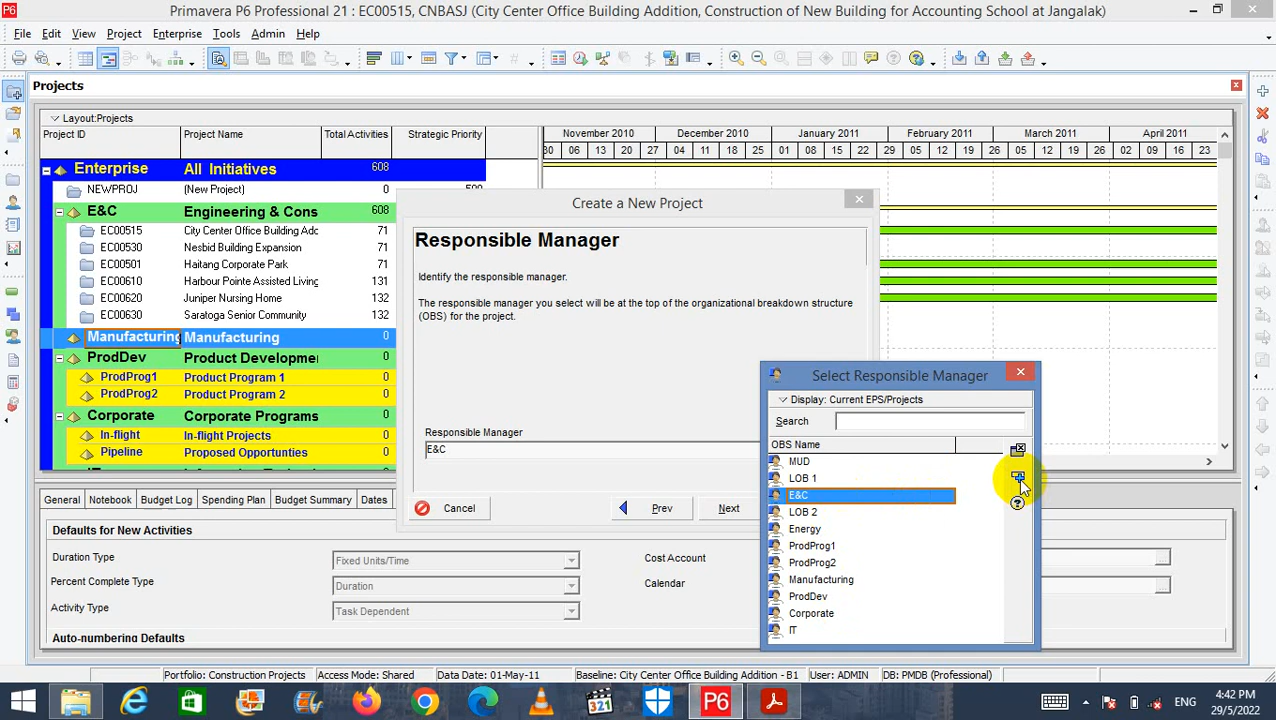 Primavera P6 Professional 21 : EC00515, CNBASJ (City Center Office Building Addition, Construction of New Building for Accounting School at Jangalak)
File Edit View Project Enterprise Tools Admin Help
Projects
Layout:Projects
Project ID Project Name Total Activities Strategic Priority
November 2010 December 2010 January 2011 February 2011 March 2011 April 2011
30 06 13 20 27 04 11 18 25 01 08 15 22 29 05 12 19 26 05 12 19 26 02 09 16 23
Enterprise All Initiatives 608
NEWPROJ (New Project) 0 500
E&C Engineering & Cons 608
EC00515 City Center Office Building Adc 71
EC00530 Nesbid Building Expansion 71
EC00501 Haitang Corporate Park 71
EC00610 Harbour Pointe Assisted Living 132
EC00620 Juniper Nursing Home 132
EC00630 Saratoga Senior Community 132
Manufacturing Manufacturing 0
ProdDev Product Developme 0
ProdProg1 Product Program 1 0
ProdProg2 Product Program 2 0
Corporate Corporate Programs 0
In-flight In-flight Projects 0
Pipeline Proposed Opportunties 0
Create a New Project
Responsible Manager
Identify the responsible manager.
The responsible manager you select will be at the top of the organizational breakdown structure
(OBS) for the project.
Responsible Manager
E&C
Cancel Prev Next
Select Responsible Manager
Display: Current EPS/Projects
Search
OBS Name
MUD
LOB 1
E&C
LOB 2
Energy
ProdProg1
ProdProg2
Manufacturing
ProdDev
Corporate
IT
General Notebook Budget Log Spending Plan Budget Summary Dates
Defaults for New Activities
Duration Type Fixed Units/Time Cost Account
Percent Complete Type Duration Calendar
Activity Type Task Dependent
Auto-numbering Defaults
Portfolio: Construction Projects Access Mode: Shared Data Date: 01-May-11 Baseline: City Center Office Building Addition - B1 User: ADMIN DB: PMDB (Professional)
321 P6 ENG 4:42 PM
29/5/2022